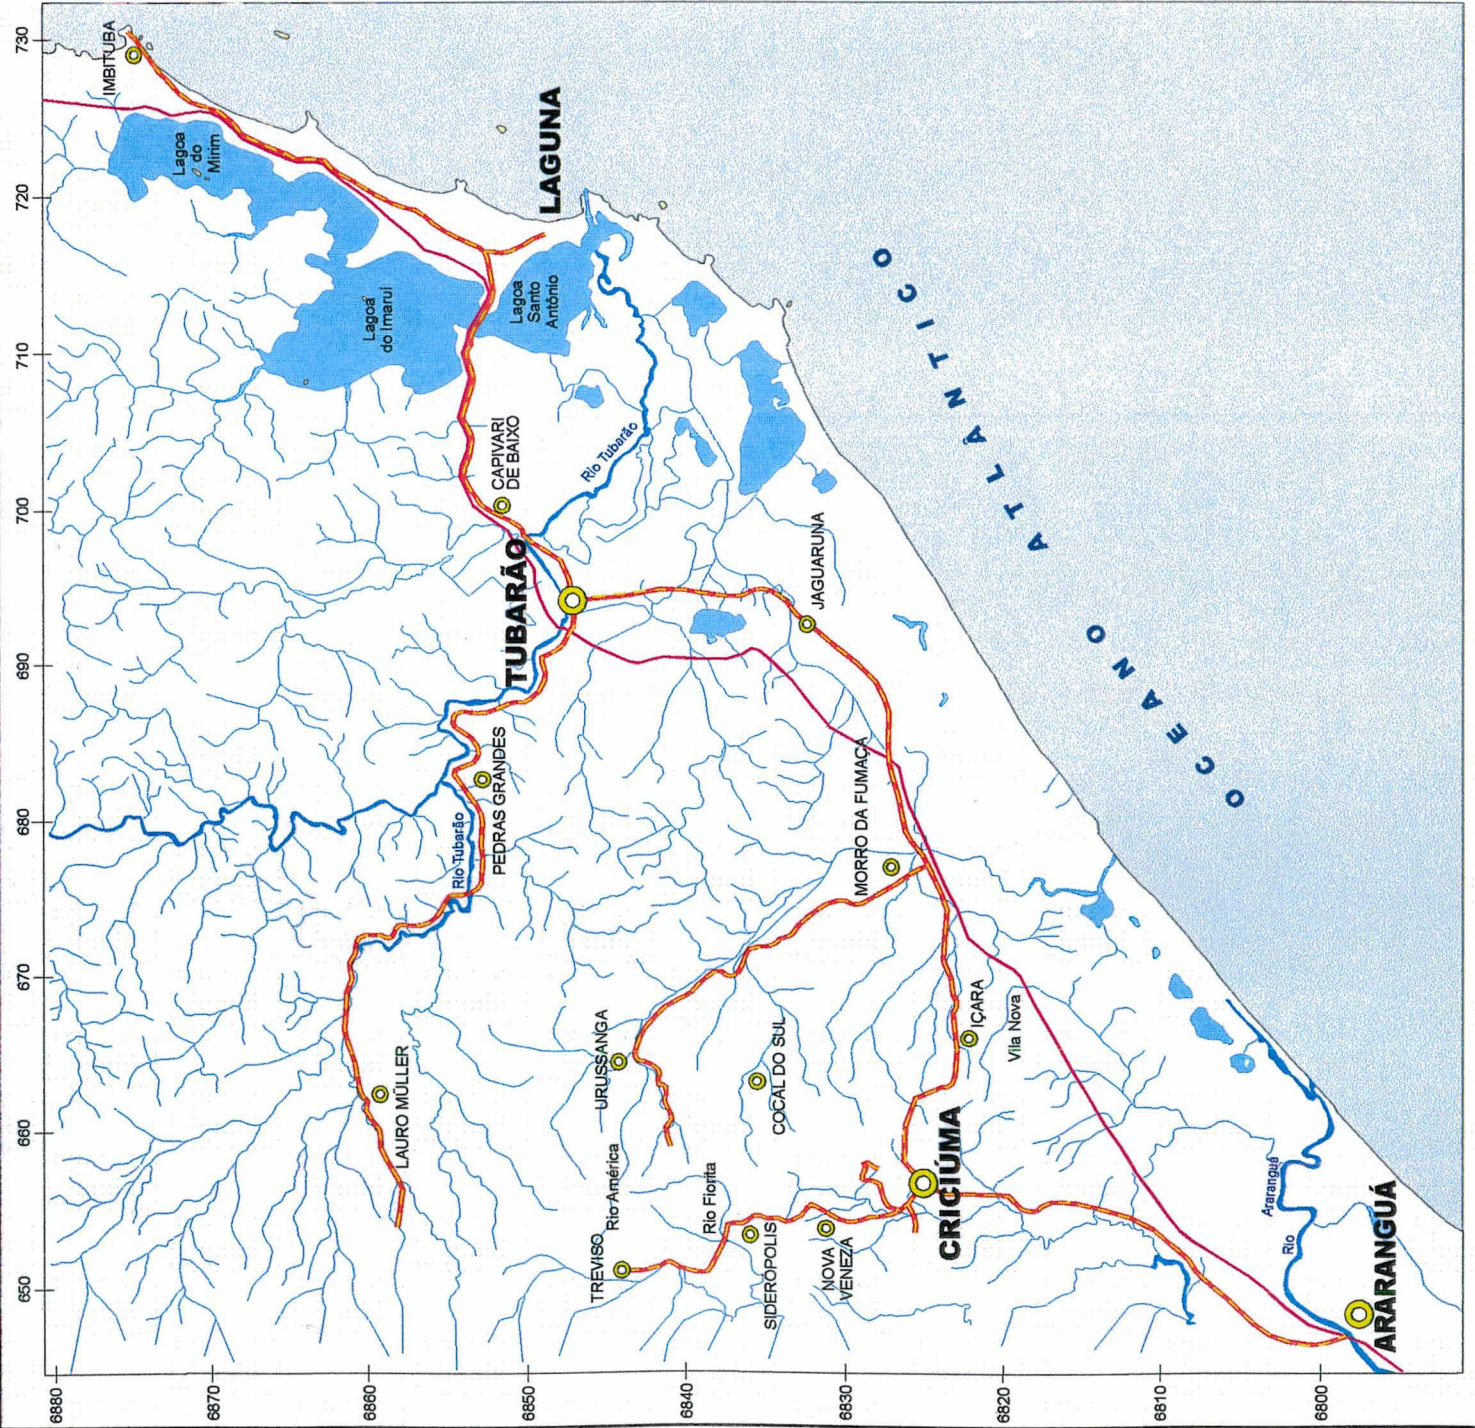 650
660
670
680
690
700
710
720
730
6880
6870
6860
6850
6840
6830
6820
6810
6800
IMBITUBA
Lagoa
do
Mirim
LAGUNA
Lagoa
do Imaruí
Lagoa
Santo
Antônio
CAPIVARI
DE BAIXO
Rio Tubarão
TUBARÃO
JAGUARUNA
PEDRAS GRANDES
Rio Tubarão
MORRO DA FUMAÇA
LAURO MÜLLER
URUSSANGA
COCAL DO SUL
IÇARA
Vila Nova
TREVISO
Rio América
Rio Fiorita
SIDERÓPOLIS
NOVA
VENEZA
CRICIÚMA
Rio
Araranguá
ARARANGUÁ
OCEANO ATLÂNTICO